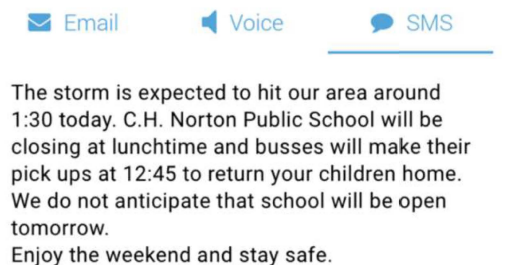 Email Voice SMS
The storm is expected to hit our area around
1:30 today. C.H. Norton Public School will be
closing at lunchtime and busses will make their
pick ups at 12:45 to return your children home.
We do not anticipate that school will be open
tomorrow.
Enjoy the weekend and stay safe.